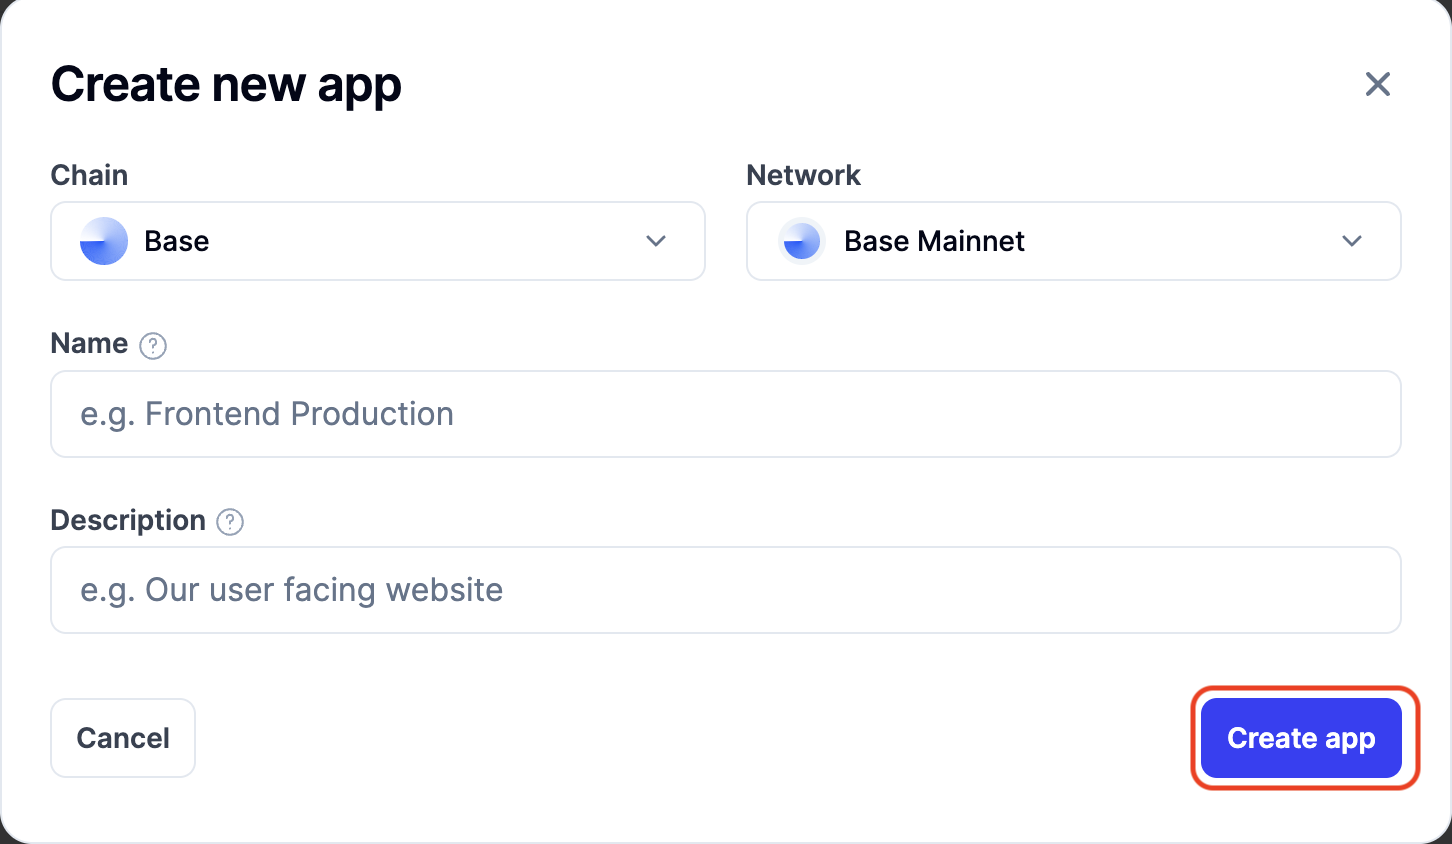 Create new app
Chain
Network
Base
Base Mainnet
Name ?
e.g. Frontend Production
Description ?
e.g. Our user facing website
Cancel
Create app